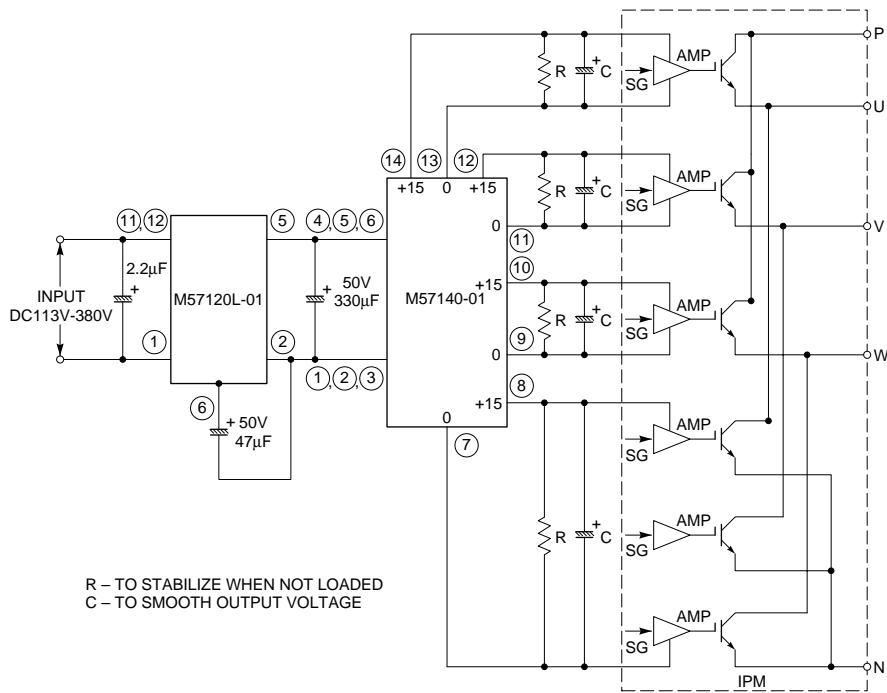 P
AMP
+
R
C
SG
U
14
13
12
+15
0
+15
AMP
+
R
C
SG
11, 12
5
4, 5, 6
0
V
11
2.2µF
+
INPUT
DC113V-380V
M57120L-01
50V
330µF
+
M57140-01
10
+15
AMP
+
R
C
SG
1
2
9
0
W
1, 2, 3
8
6
+15
AMP
+ 50V
47µF
0
7
SG
AMP
+
R
C
SG
R – TO STABILIZE WHEN NOT LOADED
C – TO SMOOTH OUTPUT VOLTAGE
AMP
SG
N
IPM